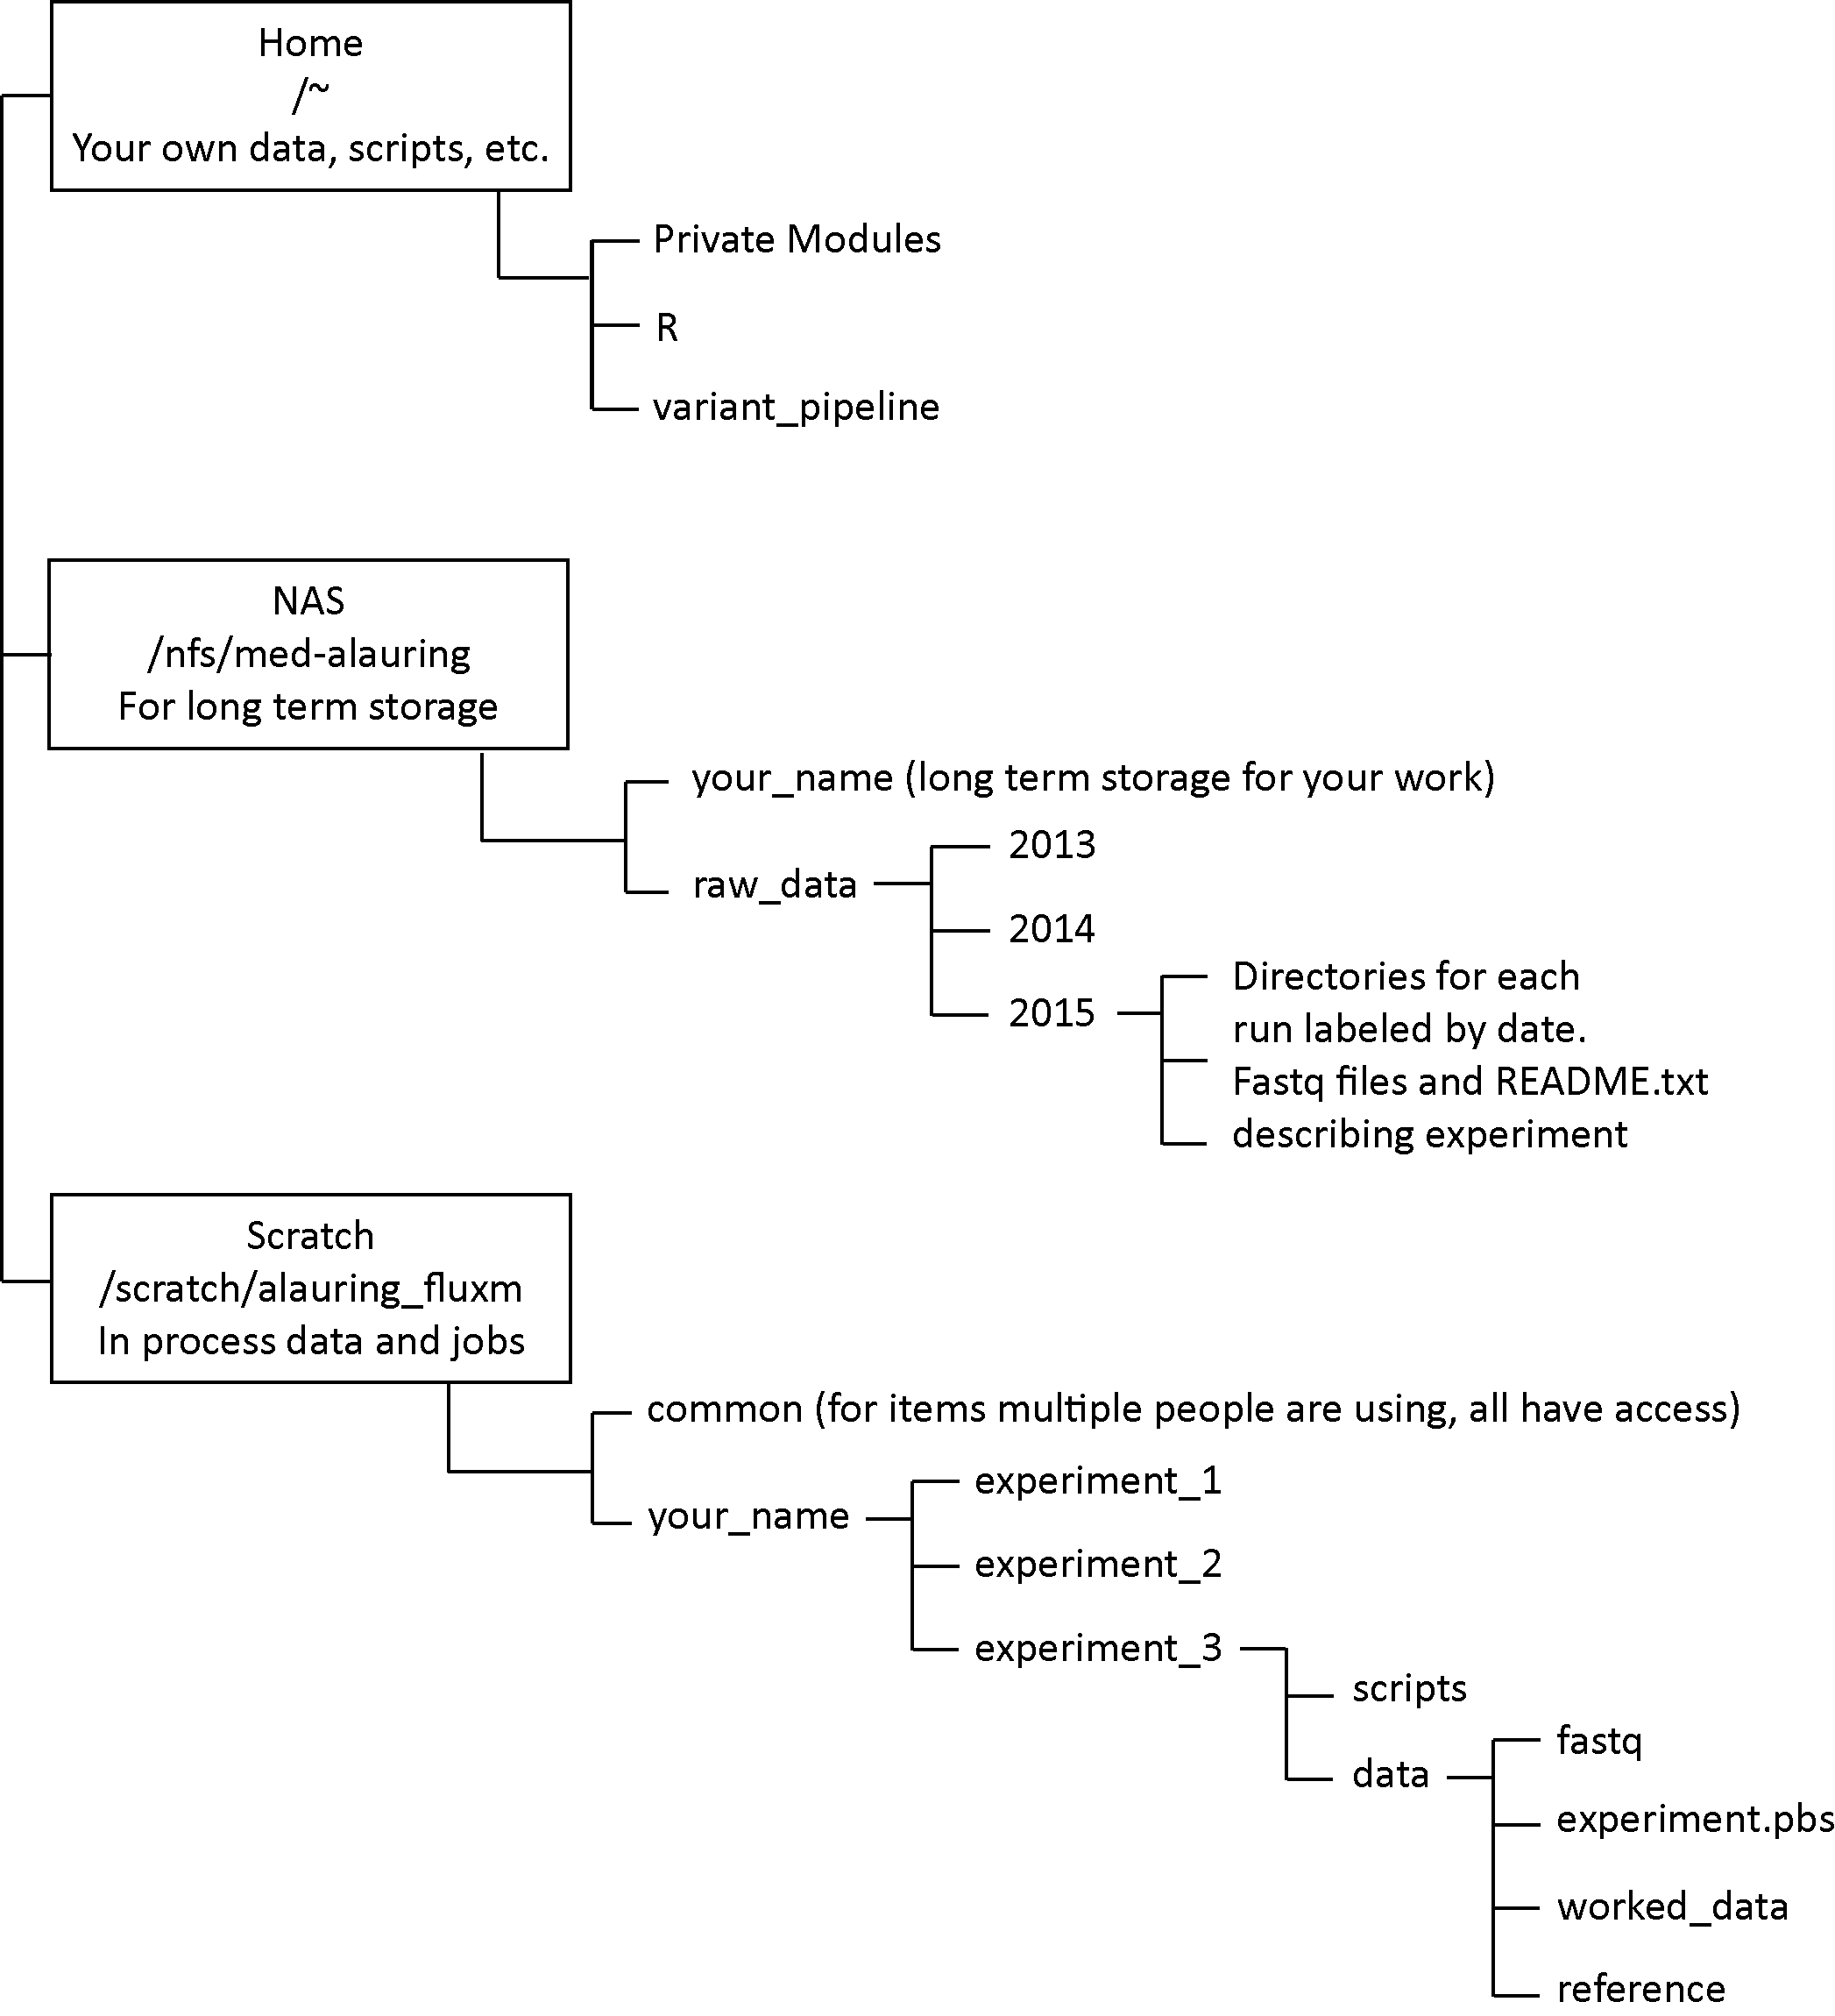 Home
/~
Your own data, scripts, etc.
Private Modules
R
variant_pipeline
NAS
/nfs/med-alauring
For long term storage
your_name (long term storage for your work)
raw_data
2013
2014
2015
Directories for each
run labeled by date.
Fastq files and README.txt
describing experiment
Scratch
/scratch/alauring_fluxm
In process data and jobs
common (for items multiple people are using, all have access)
your_name
experiment_1
experiment_2
experiment_3
scripts
data
fastq
experiment.pbs
worked_data
reference